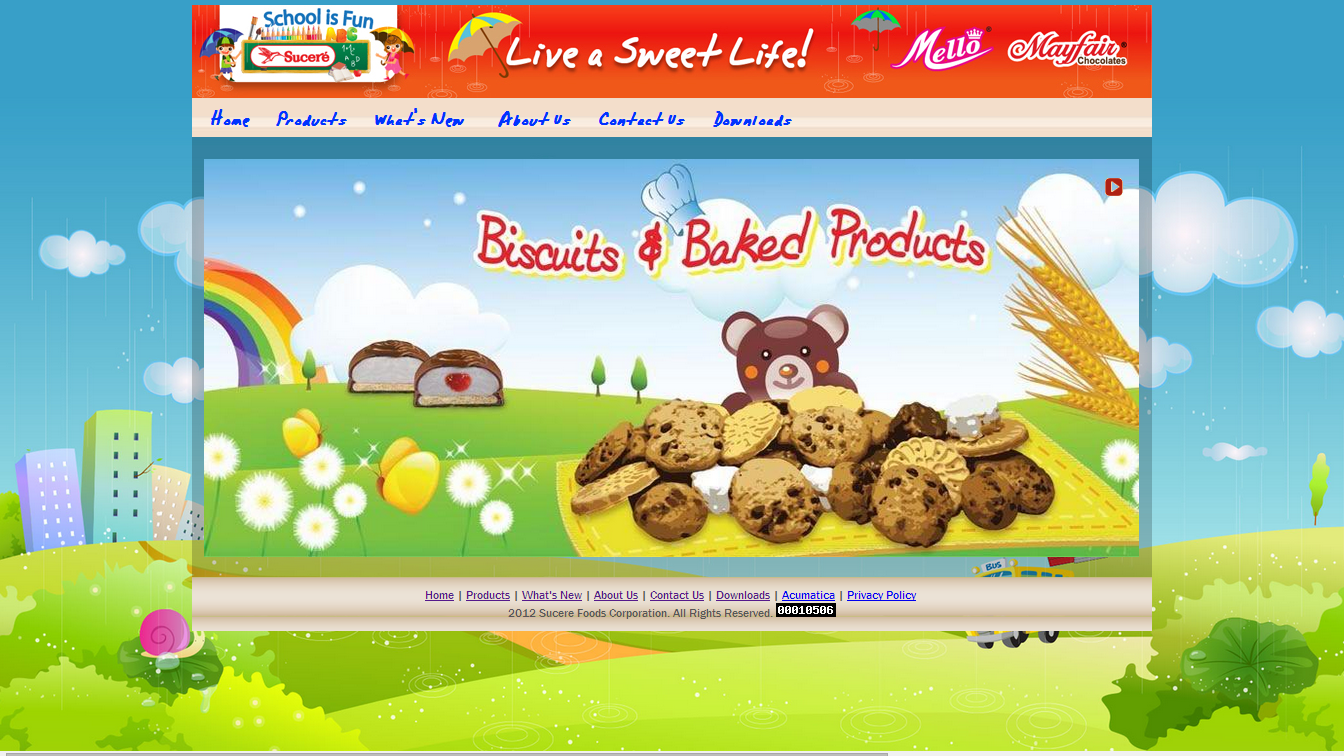 School is Fun
ABC
Suceré
Live a Sweet Life!
Mello®
Mayfair®
Chocolates
Home Products What's New About Us Contact Us Downloads
Biscuits & Baked Products
BUS
Home | Products | What's New | About Us | Contact Us | Downloads | Acumatica | Privacy Policy
2012 Sucere Foods Corporation. All Rights Reserved. 00010506